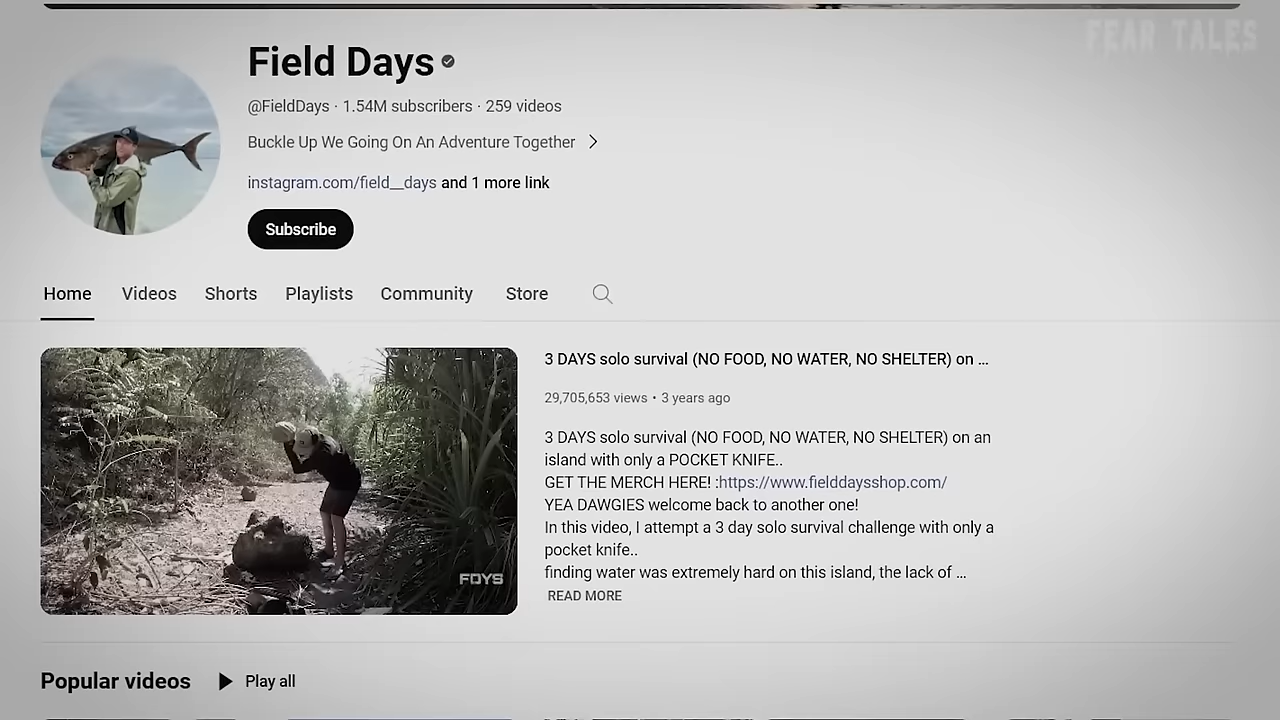 FEAR TALES
Field Days
@FieldDays · 1.54M subscribers · 259 videos
Buckle Up We Going On An Adventure Together
instagram.com/field__days and 1 more link
Subscribe
Home Videos Shorts Playlists Community Store
3 DAYS solo survival (NO FOOD, NO WATER, NO SHELTER) on ...
29,705,653 views • 3 years ago
3 DAYS solo survival (NO FOOD, NO WATER, NO SHELTER) on an
island with only a POCKET KNIFE..
GET THE MERCH HERE! :https://www.fielddaysshop.com/
YEA DAWGIES welcome back to another one!
In this video, I attempt a 3 day solo survival challenge with only a
pocket knife..
finding water was extremely hard on this island, the lack of ...
READ MORE
FDYS
Popular videos Play all